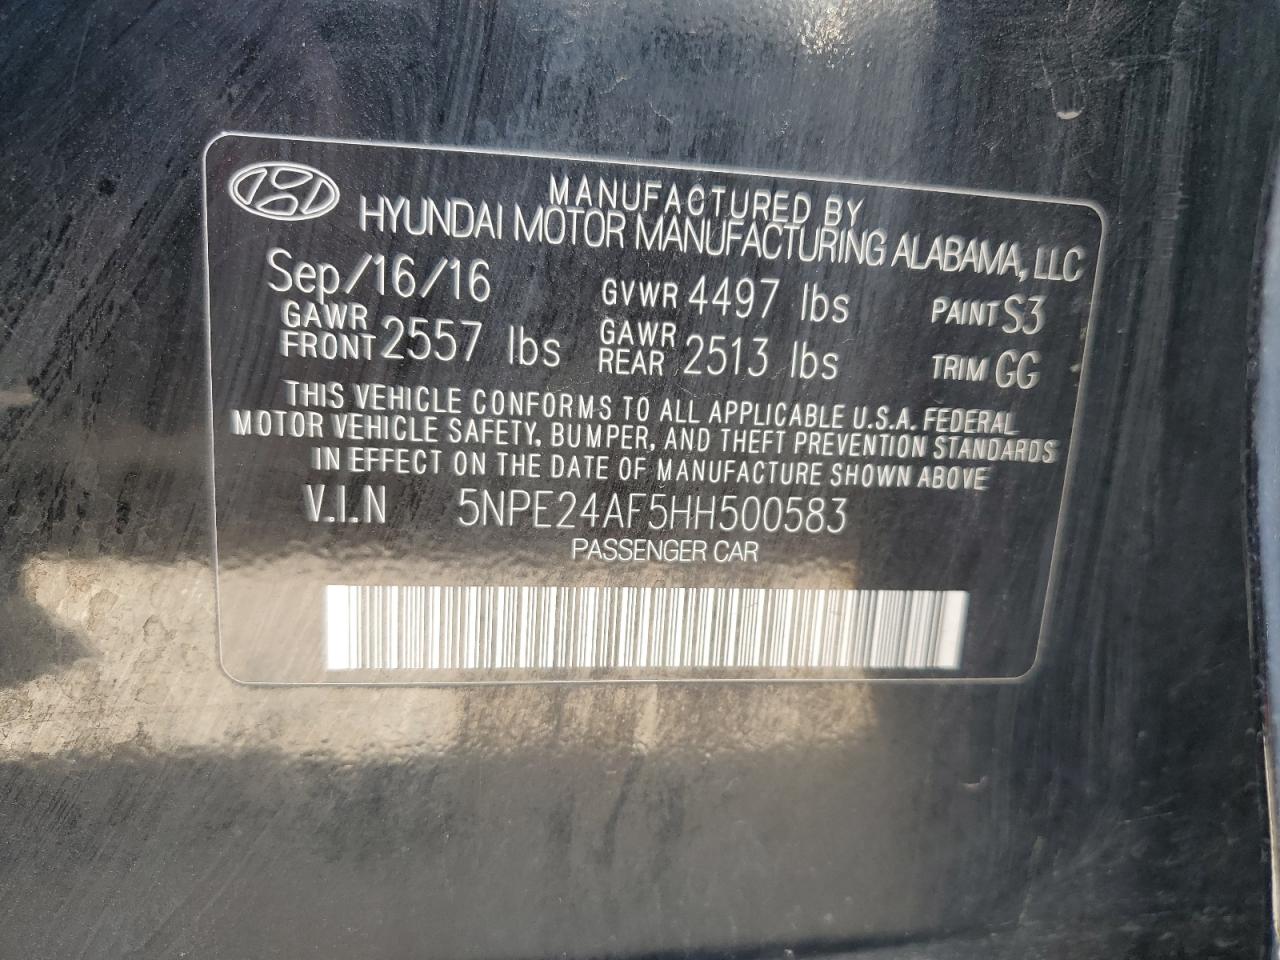 MANUFACTURED BY
HYUNDAI MOTOR MANUFACTURING ALABAMA, LLC
Sep/16/16 GVWR 4497 lbs PAINT S3
GAWR FRONT 2557 lbs GAWR REAR 2513 lbs TRIM GG
THIS VEHICLE CONFORMS TO ALL APPLICABLE U.S.A. FEDERAL
MOTOR VEHICLE SAFETY, BUMPER, AND THEFT PREVENTION STANDARDS
IN EFFECT ON THE DATE OF MANUFACTURE SHOWN ABOVE
V.I.N 5NPE24AF5HH500583
PASSENGER CAR